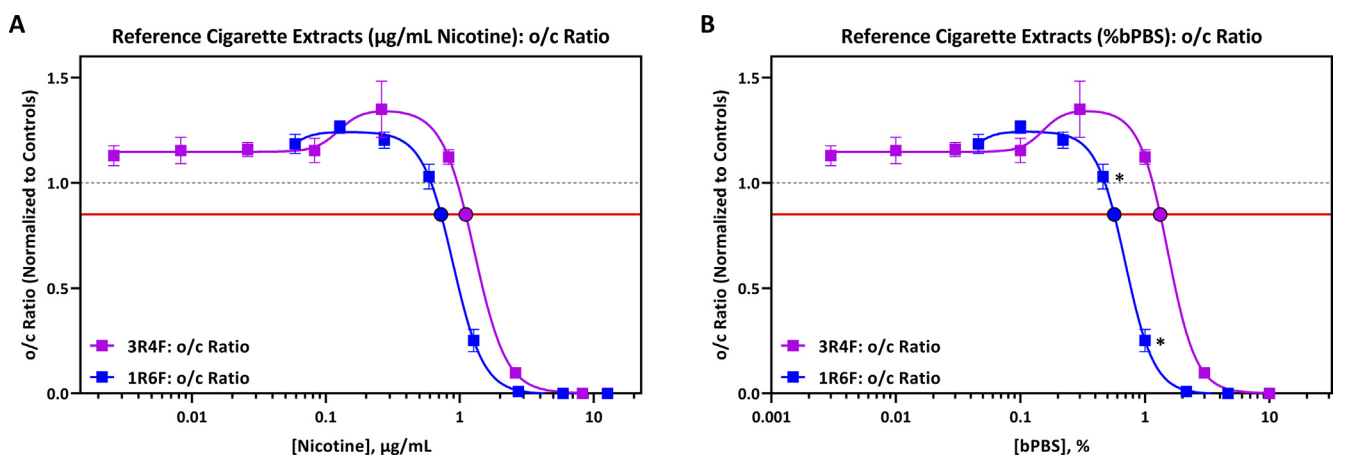 A
Reference Cigarette Extracts (µg/mL Nicotine): o/c Ratio
o/c Ratio (Normalized to Controls)
1.5
1.0
0.5
0.0
3R4F: o/c Ratio
1R6F: o/c Ratio
0.01
0.1
1
10
[Nicotine], µg/mL
B
Reference Cigarette Extracts (%bPBS): o/c Ratio
o/c Ratio (Normalized to Controls)
1.5
1.0
0.5
0.0
*
*
3R4F: o/c Ratio
1R6F: o/c Ratio
0.001
0.01
0.1
1
10
[bPBS], %